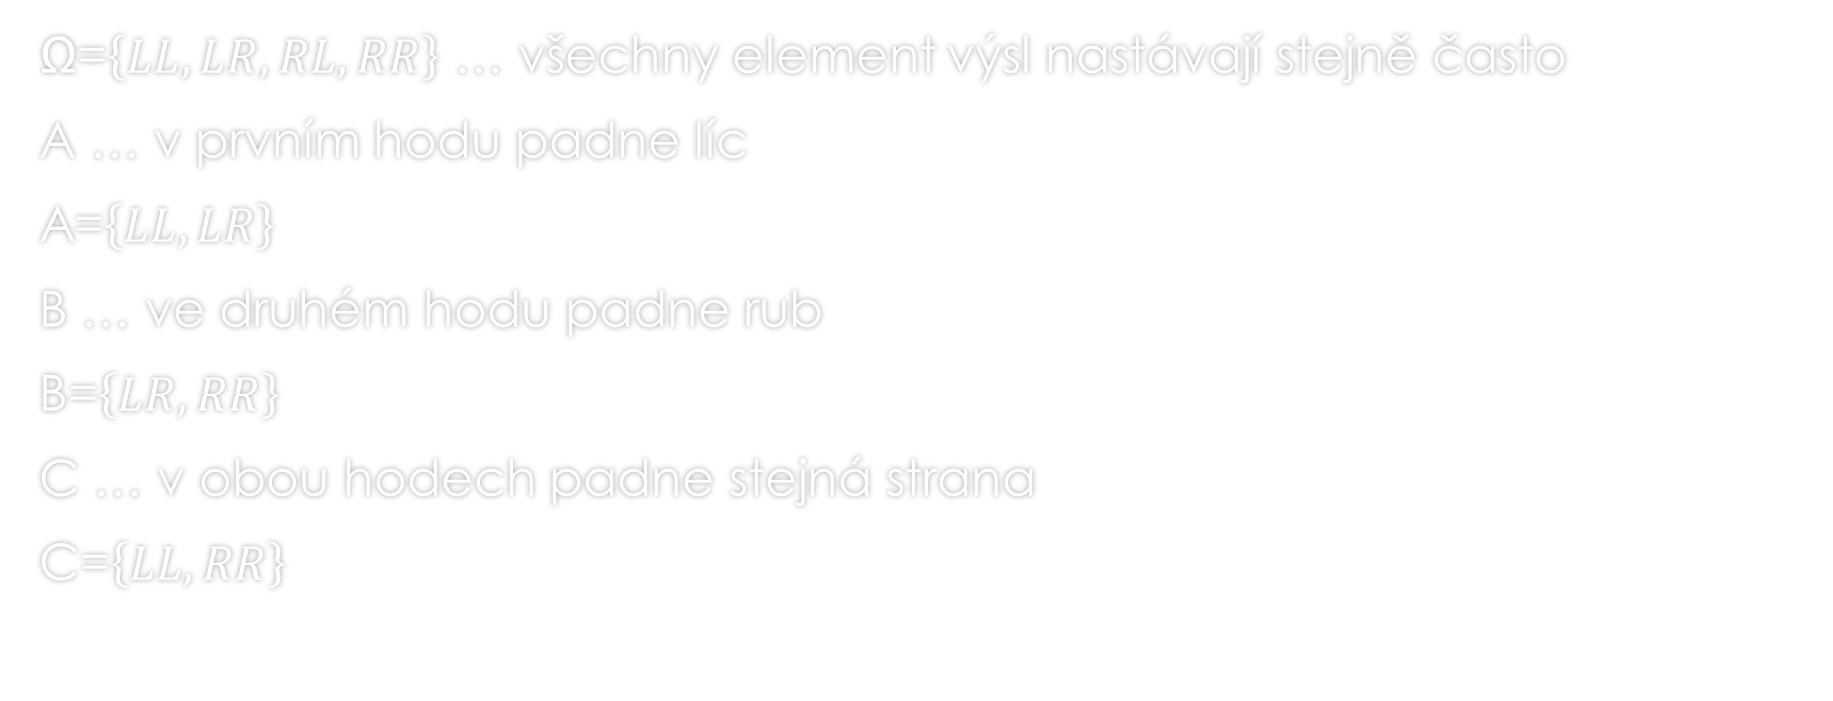 Ω={LL, LR, RL, RR} … všechny element výsl nastávají stejně často
A … v prvním hodu padne líc
A={LL, LR}
B … ve druhém hodu padne rub
B={LR, RR}
C … v obou hodech padne stejná strana
C={LL, RR}